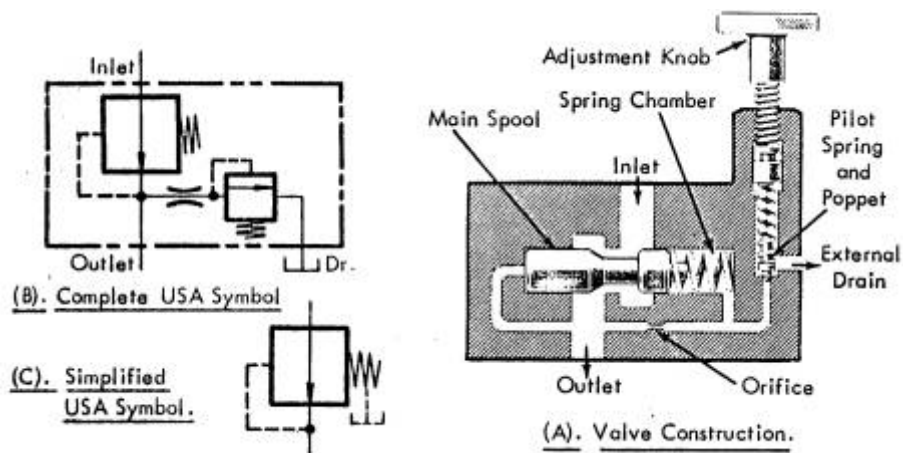 Inlet
Outlet
Dr.
(B). Complete USA Symbol
(C). Simplified
USA Symbol.
Adjustment Knob
Spring Chamber
Main Spool
Inlet
Pilot
Spring
and
Poppet
External
Drain
Outlet
Orifice
(A). Valve Construction.